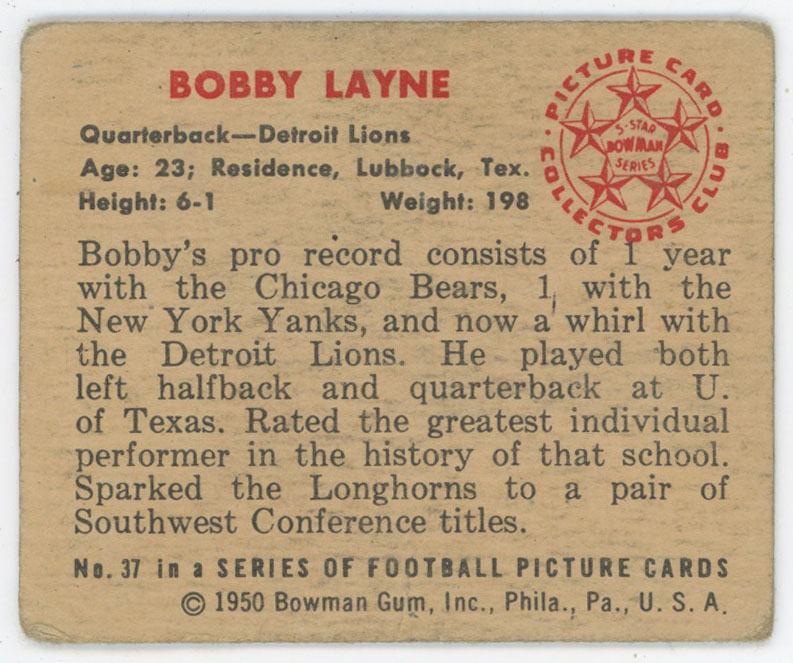 BOBBY LAYNE
Quarterback—Detroit Lions
Age: 23; Residence, Lubbock, Tex.
Height: 6-1 Weight: 198
PICTURE CARD
COLLECTORS CLUB
5-STAR
BOWMAN
SERIES
Bobby's pro record consists of 1 year
with the Chicago Bears, 1 with the
New York Yanks, and now a whirl with
the Detroit Lions. He played both
left halfback and quarterback at U.
of Texas. Rated the greatest individual
performer in the history of that school.
Sparked the Longhorns to a pair of
Southwest Conference titles.
No. 37 in a SERIES OF FOOTBALL PICTURE CARDS
© 1950 Bowman Gum, Inc., Phila., Pa., U. S. A.